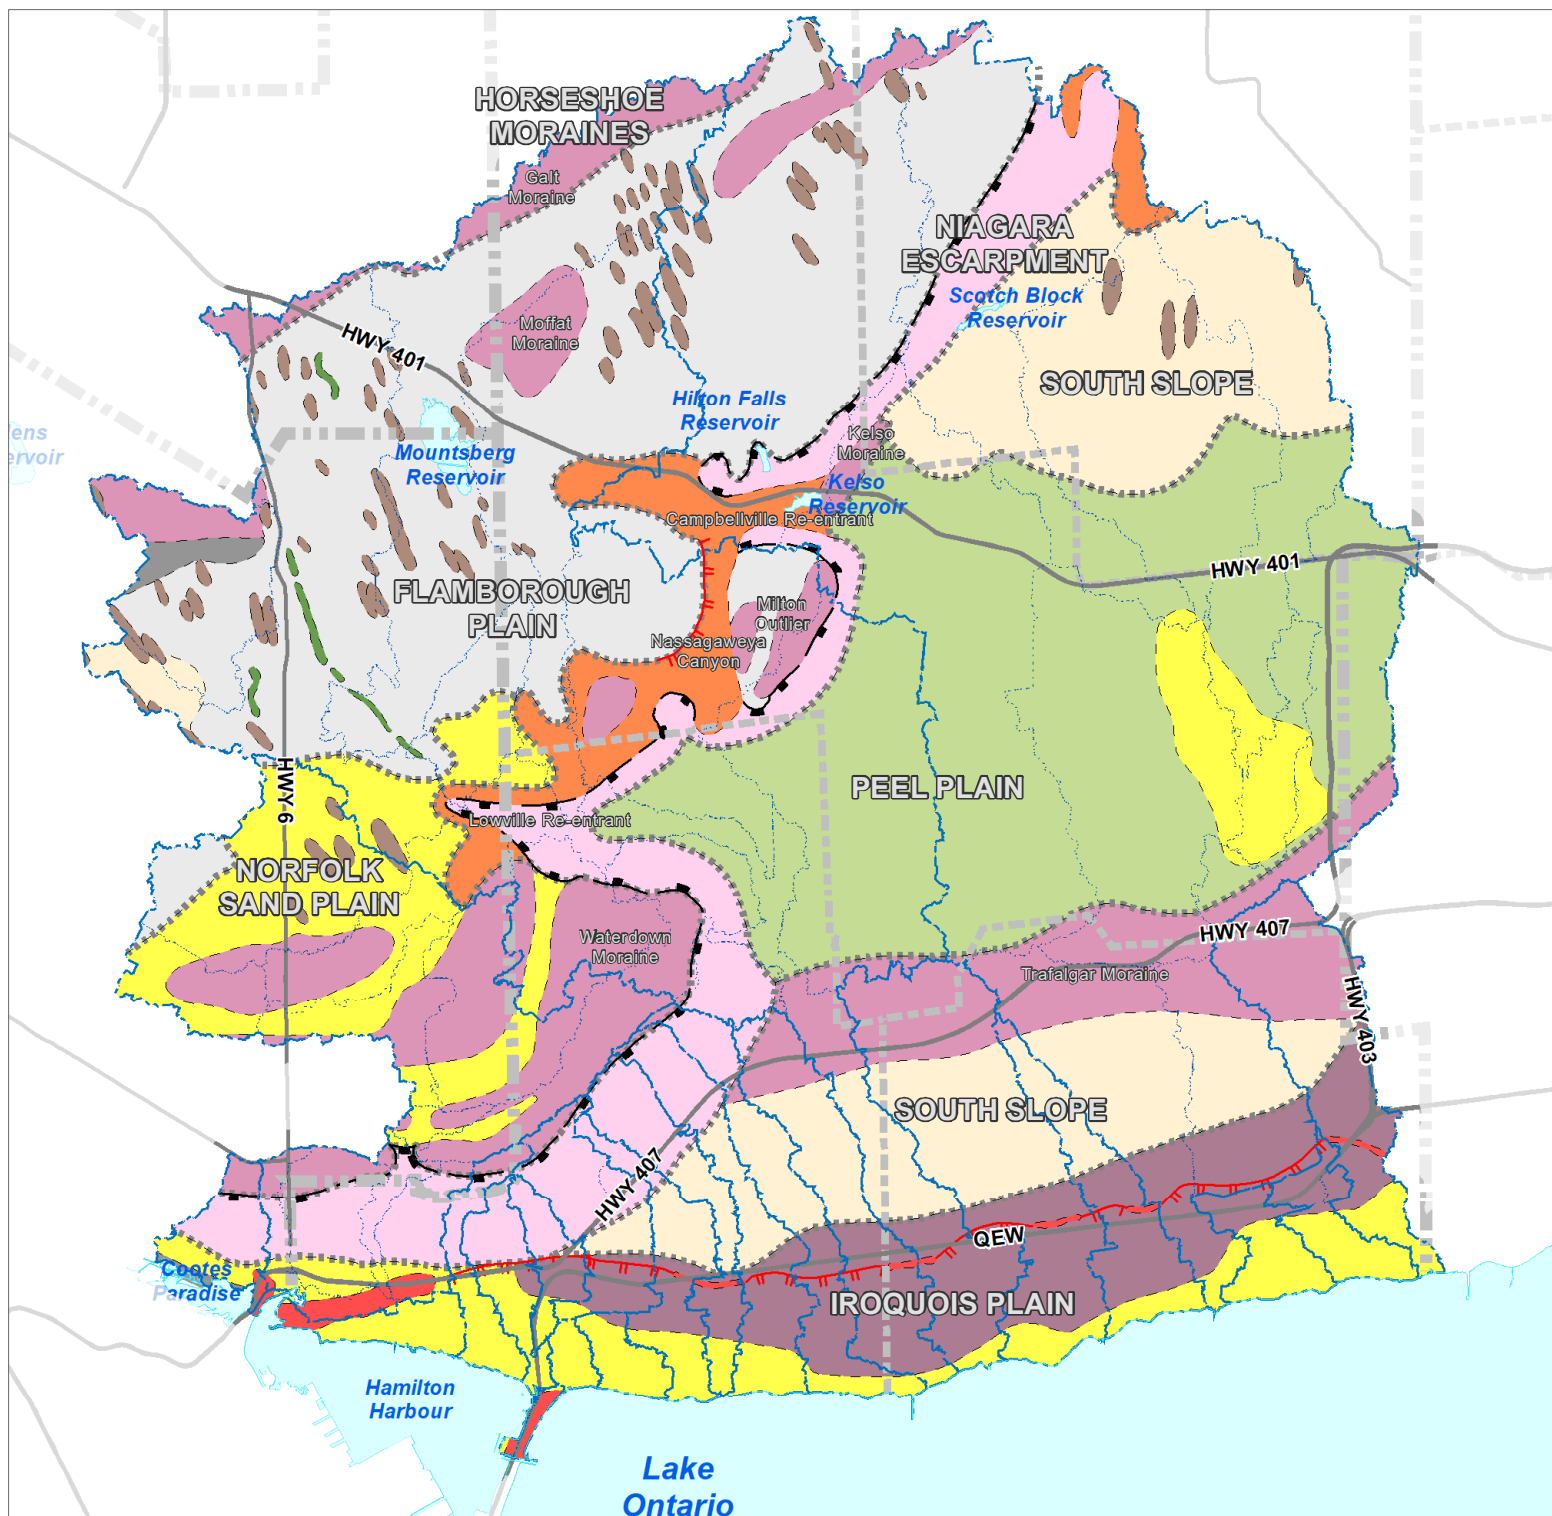 HORSESHOE
MORAINES
Galt
Moraine
NIAGARA
ESCARPMENT
Scotch Block
Reservoir
HWY 401
Moffat
Moraine
SOUTH SLOPE
Hilton Falls
Reservoir
Kelso
Moraine
Mountsberg
Reservoir
Kelso
Reservoir
Campbellville Re-entrant
HWY 401
FLAMBOROUGH
PLAIN
Milton
Outlier
Nassagaweya
Canyon
HWY 6
PEEL PLAIN
Lowville Re-entrant
NORFOLK
SAND PLAIN
Waterdown
Moraine
HWY 407
Trafalgar Moraine
HWY 403
SOUTH SLOPE
HWY 407
QEW
Cootes
Paradise
IROQUOIS PLAIN
Hamilton
Harbour
Lake
Ontario